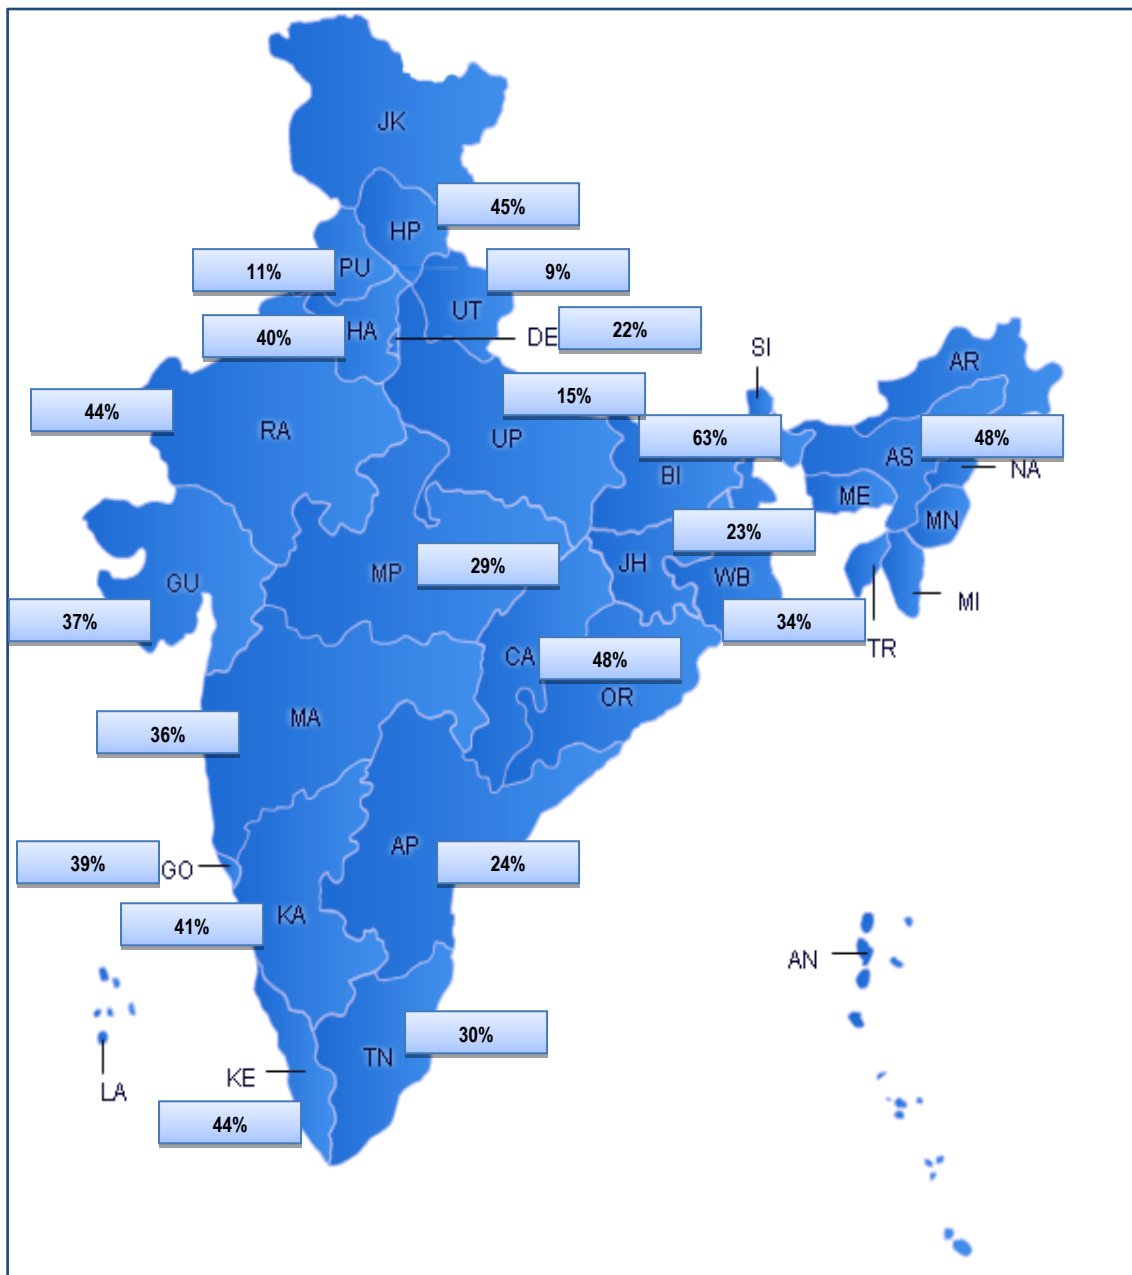 JK
45%
HP
11%
PU
9%
UT
40%
HA
DE
22%
SI
AR
44%
RA
15%
UP
63%
BI
48%
AS
NA
ME
MN
23%
JH
WB
29%
MP
GU
37%
34%
MI
TR
CA
48%
OR
MA
36%
AP
24%
39%
GO
KA
41%
AN
30%
TN
LA
KE
44%